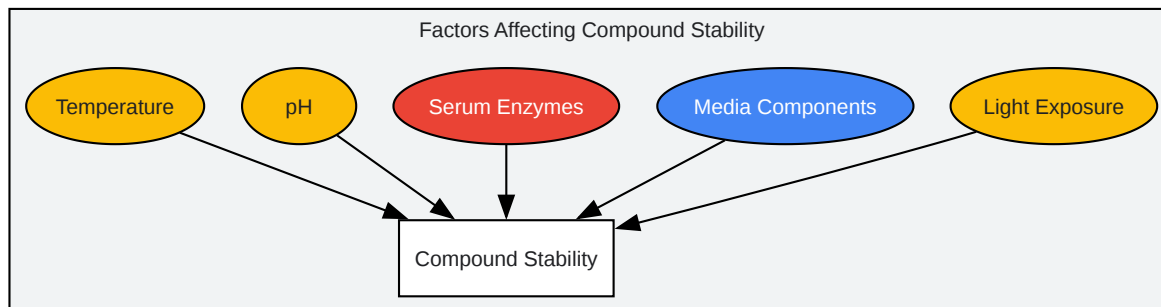 Factors Affecting Compound Stability
Temperature
pH
Serum Enzymes
Media Components
Light Exposure
Compound Stability